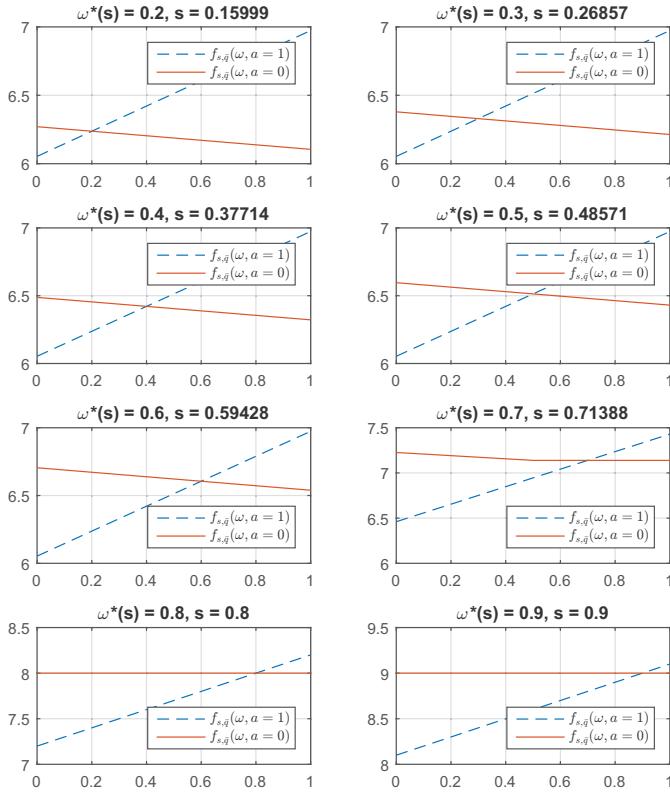 ω*(s) = 0.2, s = 0.15999
7
6.5
6
f_{s,q̄}(ω, a = 1)
f_{s,q̄}(ω, a = 0)
0 0.2 0.4 0.6 0.8 1
ω*(s) = 0.3, s = 0.26857
7
6.5
6
f_{s,q̄}(ω, a = 1)
f_{s,q̄}(ω, a = 0)
0 0.2 0.4 0.6 0.8 1
ω*(s) = 0.4, s = 0.37714
7
6.5
6
f_{s,q̄}(ω, a = 1)
f_{s,q̄}(ω, a = 0)
0 0.2 0.4 0.6 0.8 1
ω*(s) = 0.5, s = 0.48571
7
6.5
6
f_{s,q̄}(ω, a = 1)
f_{s,q̄}(ω, a = 0)
0 0.2 0.4 0.6 0.8 1
ω*(s) = 0.6, s = 0.59428
7
6.5
6
f_{s,q̄}(ω, a = 1)
f_{s,q̄}(ω, a = 0)
0 0.2 0.4 0.6 0.8 1
ω*(s) = 0.7, s = 0.71388
7.5
7
6.5
6
f_{s,q̄}(ω, a = 1)
f_{s,q̄}(ω, a = 0)
0 0.2 0.4 0.6 0.8 1
ω*(s) = 0.8, s = 0.8
8.5
8
7.5
7
f_{s,q̄}(ω, a = 1)
f_{s,q̄}(ω, a = 0)
0 0.2 0.4 0.6 0.8 1
ω*(s) = 0.9, s = 0.9
9.5
9
8.5
8
f_{s,q̄}(ω, a = 1)
f_{s,q̄}(ω, a = 0)
0 0.2 0.4 0.6 0.8 1